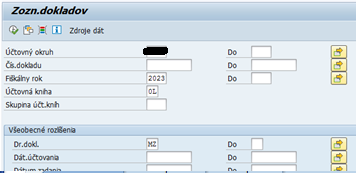 Zozn.dokladov
Zdroje dát
Účtovný okruh Do
Čís.dokladu Do
Fiškálny rok 2023 Do
Účtovná kniha 0L
Skupina účt.kníh
Všeobecné rozlíšenia
Dr.dokl. MZ Do
Dát.účtovania Do
Dátum zadania Do